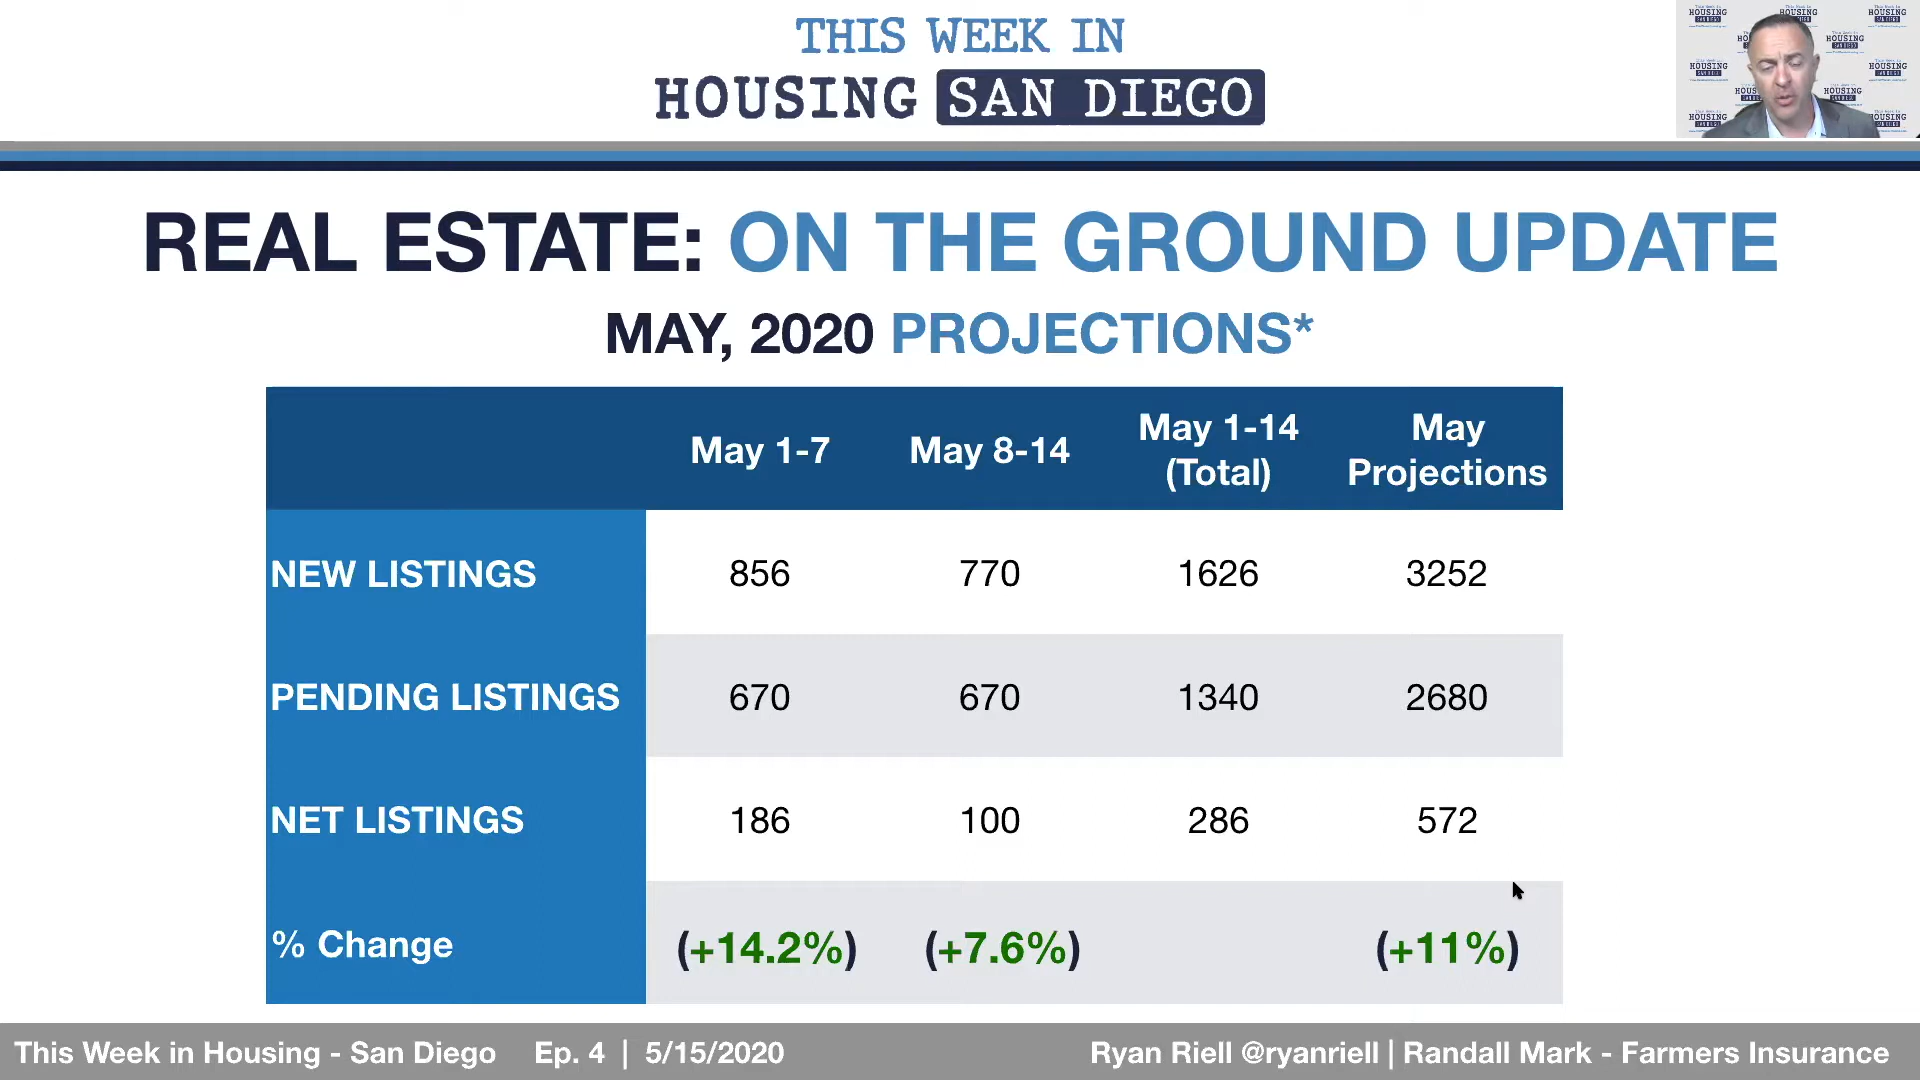 THIS WEEK IN
HOUSING SAN DIEGO
REAL ESTATE: ON THE GROUND UPDATE
MAY, 2020 PROJECTIONS*
May 1-7 May 8-14 May 1-14 (Total) May Projections
NEW LISTINGS 856 770 1626 3252
PENDING LISTINGS 670 670 1340 2680
NET LISTINGS 186 100 286 572
% Change (+14.2%) (+7.6%) (+11%)
This Week in Housing - San Diego Ep. 4 | 5/15/2020 Ryan Riell @ryanriell | Randall Mark - Farmers Insurance